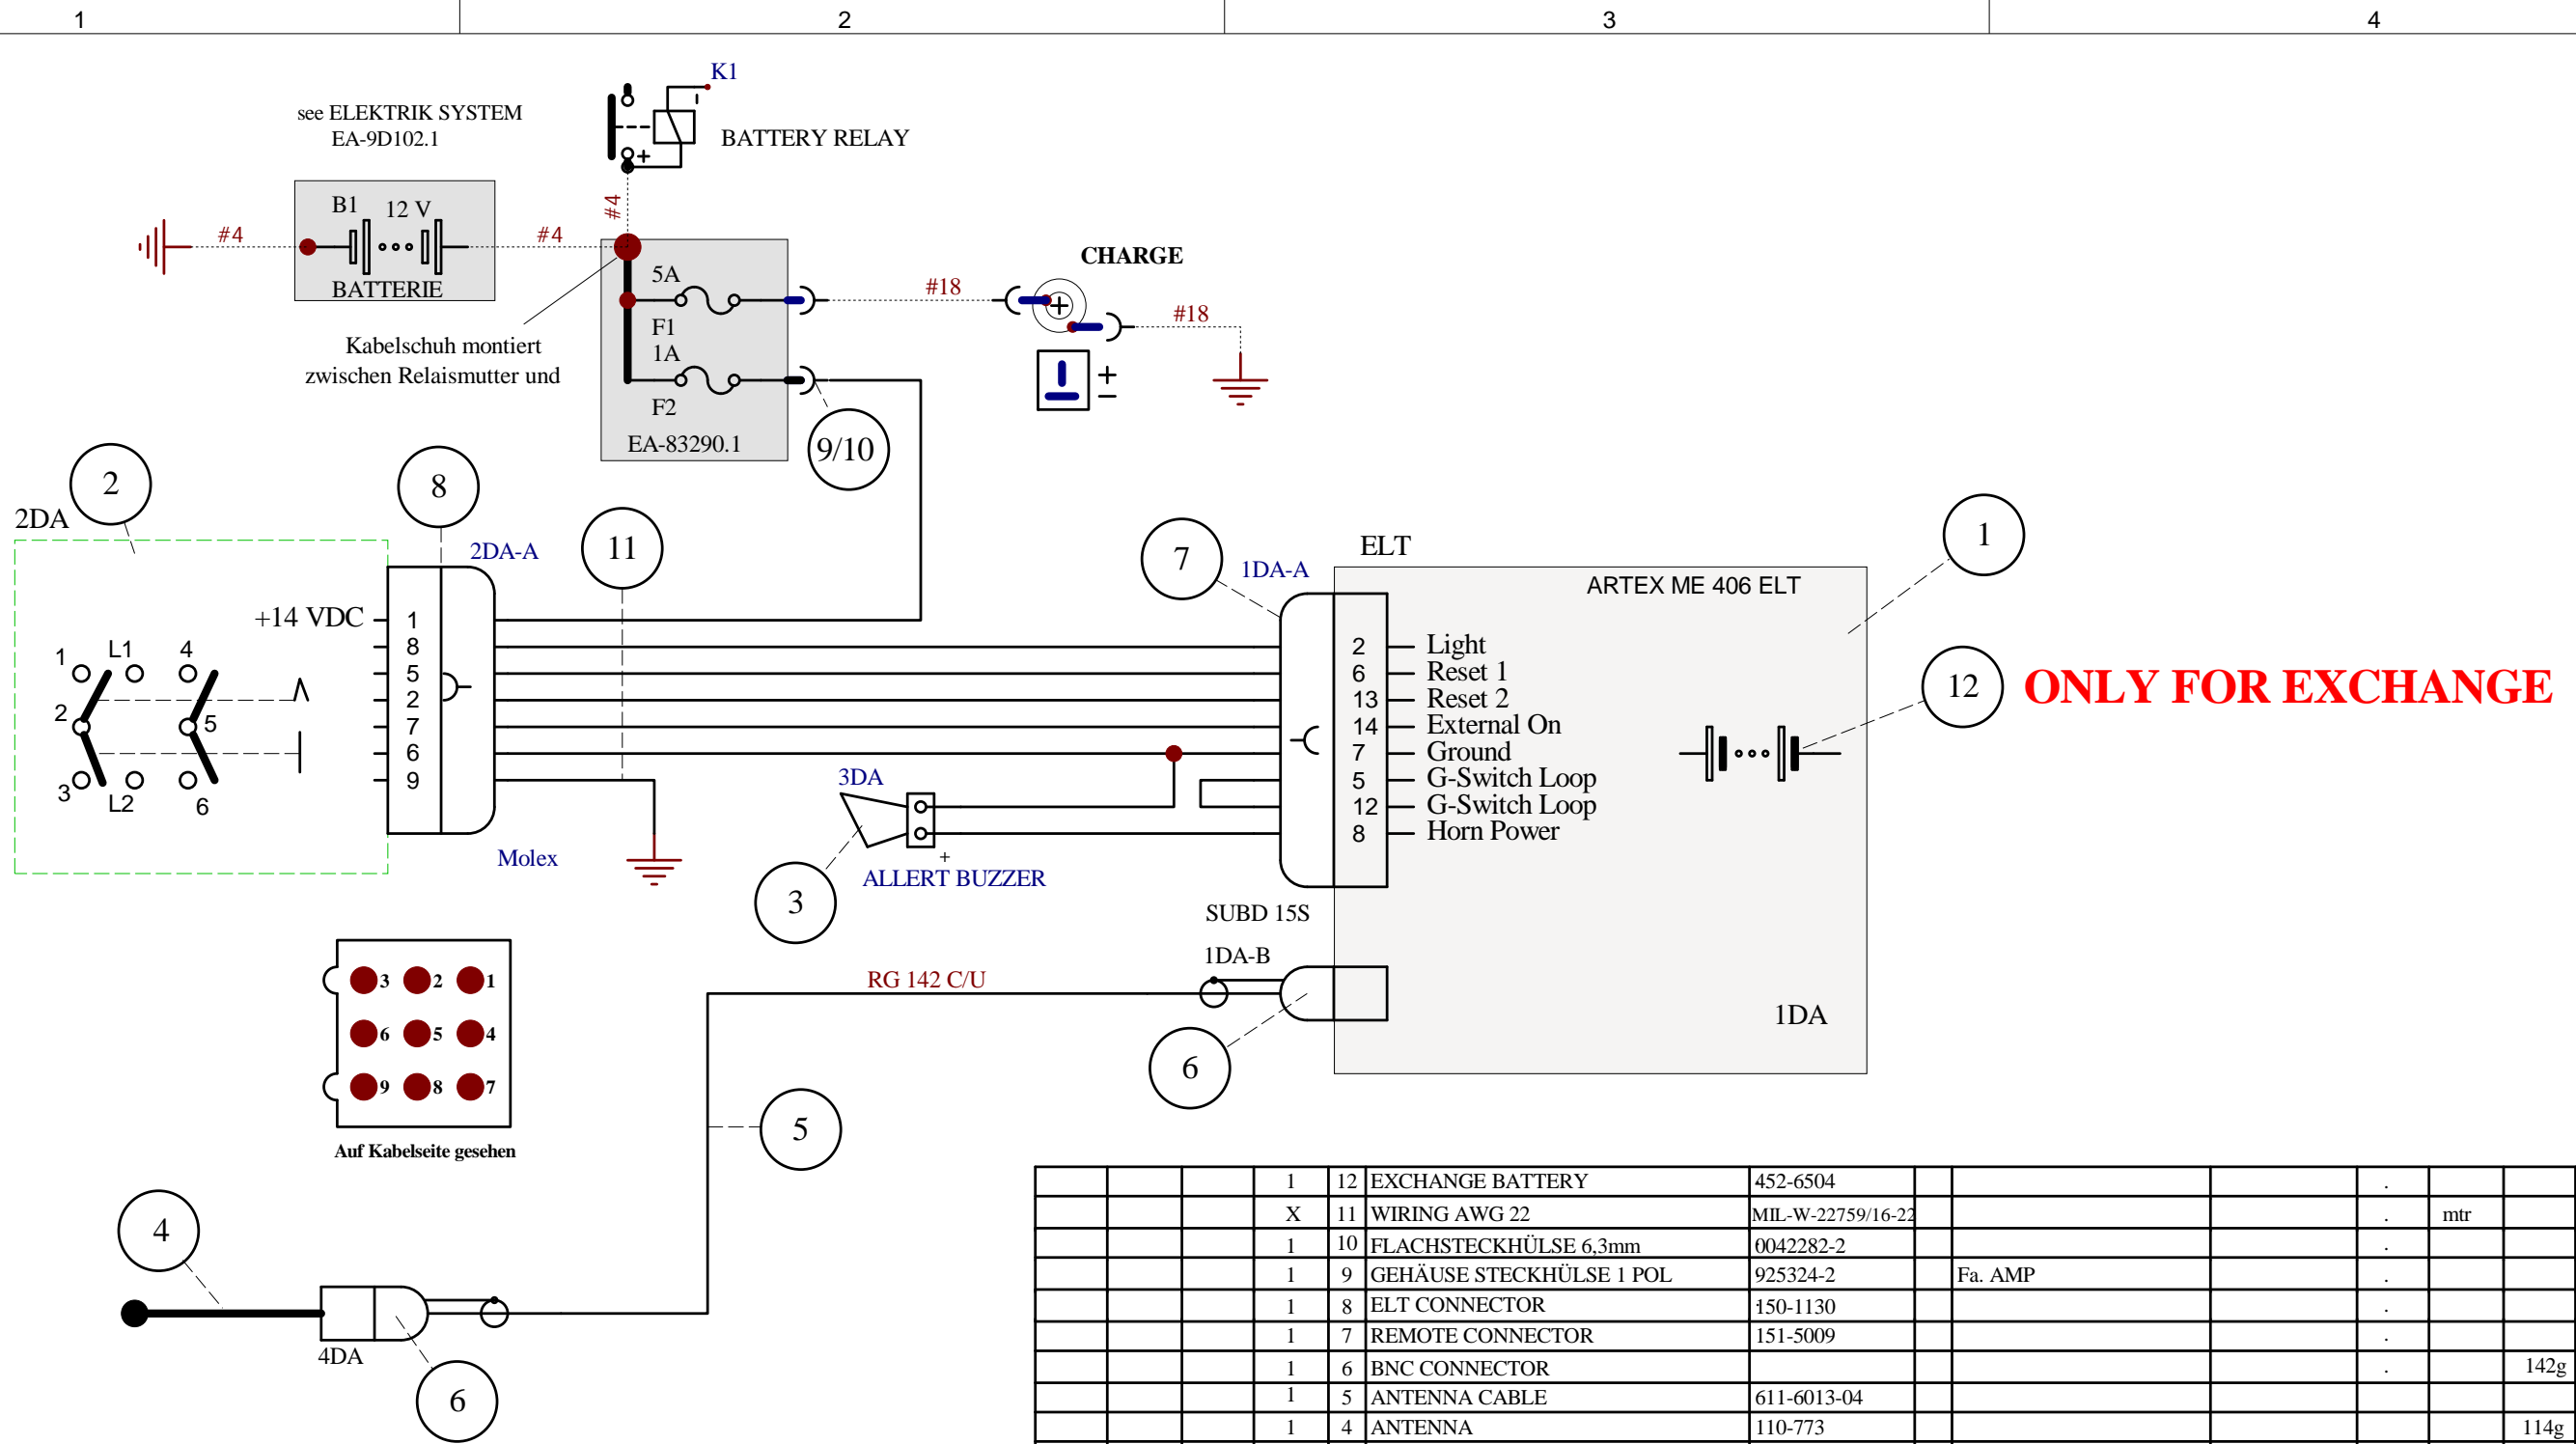 1 2 3 4
K1
see ELEKTRIK SYSTEM
EA-9D102.1
BATTERY RELAY
+
#4
B1 12 V
#4
#4
BATTERIE
CHARGE
5A
#18
+
#18
F1
Kabelschuh montiert
1A
zwischen Relaismutter und
+
−
F2
EA-83290.1
9/10
2
8
2DA
11
2DA-A
7
ELT
1
1DA-A
ARTEX ME 406 ELT
+14 VDC 1
8
5
2
7
6
9
1 L1 4
2 5
3 L2 6
2 Light
6 Reset 1
13 Reset 2
14 External On
7 Ground
5 G-Switch Loop
12 G-Switch Loop
8 Horn Power
12 ONLY FOR EXCHANGE
3DA
Molex
+
ALLERT BUZZER
3
SUBD 15S
1DA-B
RG 142 C/U
1DA
3 2 1
6 5 4
9 8 7
6
5
Auf Kabelseite gesehen
4
4DA
6
1 12 EXCHANGE BATTERY 452-6504 .
X 11 WIRING AWG 22 MIL-W-22759/16-22 . mtr
1 10 FLACHSTECKHÜLSE 6,3mm 0042282-2 .
1 9 GEHÄUSE STECKHÜLSE 1 POL 925324-2 Fa. AMP .
1 8 ELT CONNECTOR 150-1130 .
1 7 REMOTE CONNECTOR 151-5009 .
1 6 BNC CONNECTOR . 142g
1 5 ANTENNA CABLE 611-6013-04
1 4 ANTENNA 110-773 114g